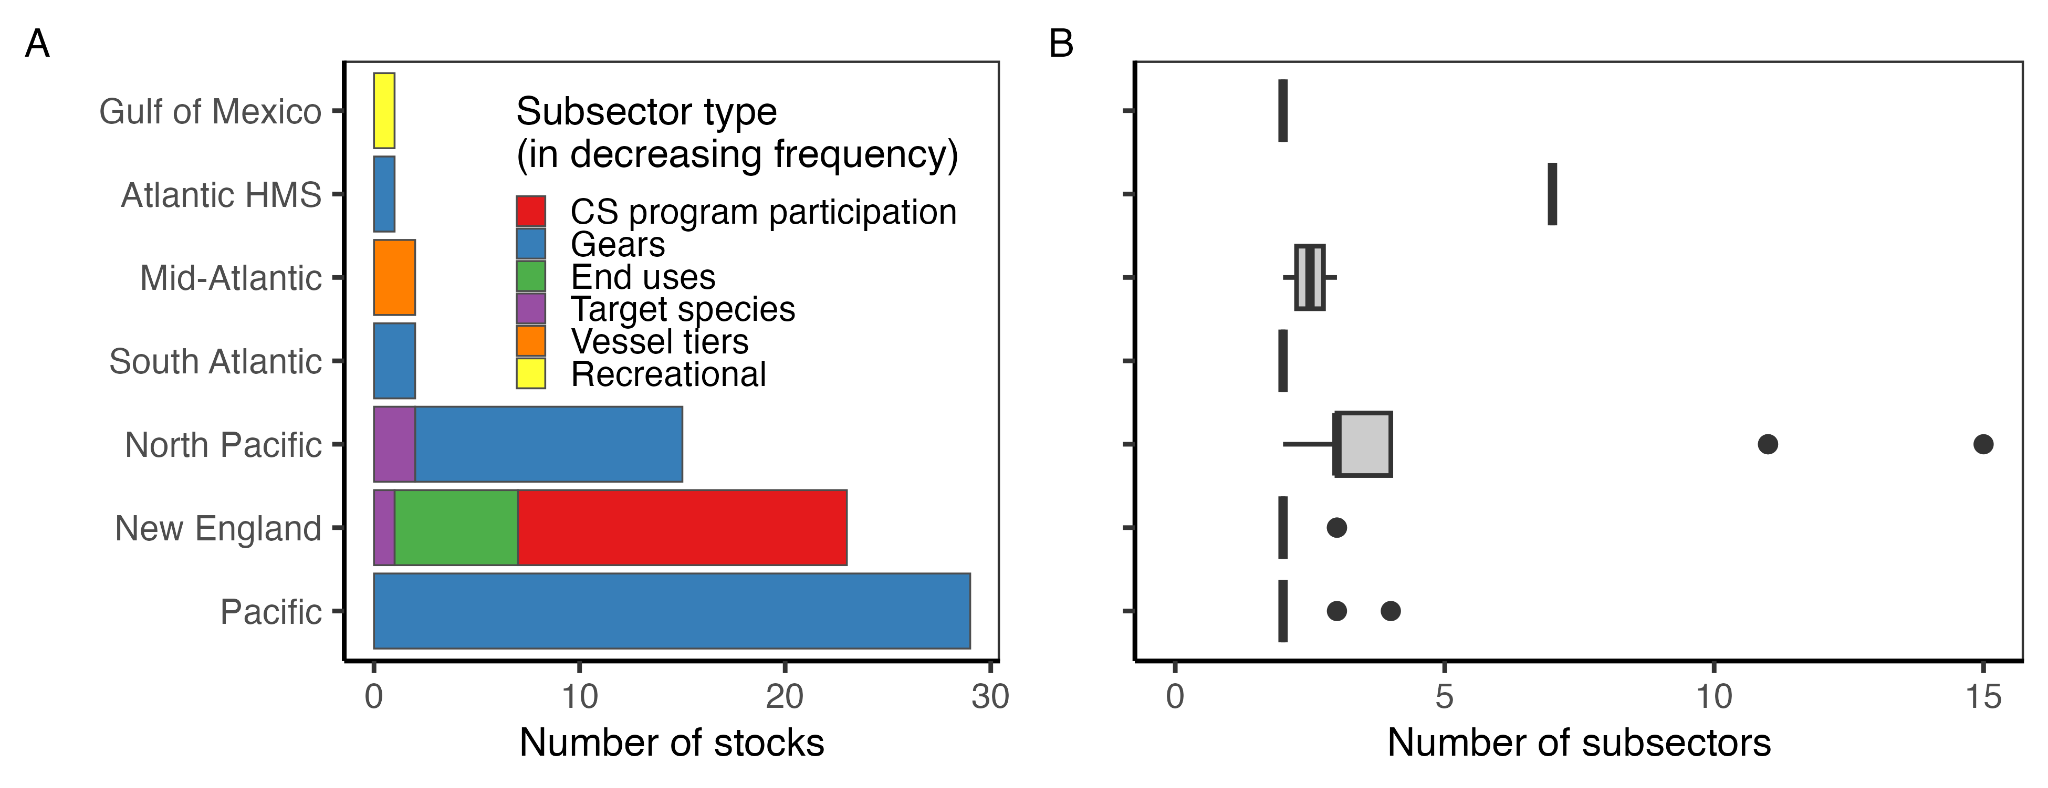 A
Gulf of Mexico
Atlantic HMS
Mid-Atlantic
South Atlantic
North Pacific
New England
Pacific
Subsector type
(in decreasing frequency)
CS program participation
Gears
End uses
Target species
Vessel tiers
Recreational
0 10 20 30
Number of stocks
B
0 5 10 15
Number of subsectors